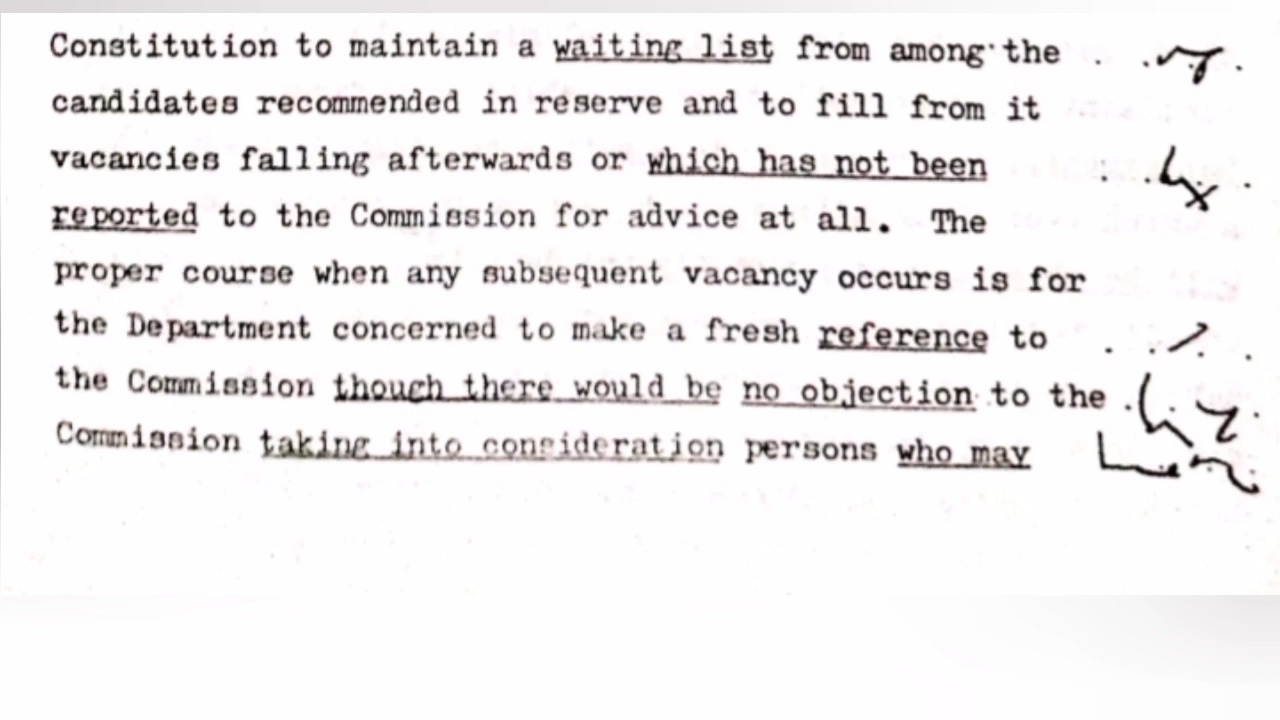 Constitution to maintain a waiting list from among the
candidates recommended in reserve and to fill from it
vacancies falling afterwards or which has not been
reported to the Commission for advice at all. The
proper course when any subsequent vacancy occurs is for
the Department concerned to make a fresh reference to
the Commission though there would be no objection to the
Commission taking into consideration persons who may